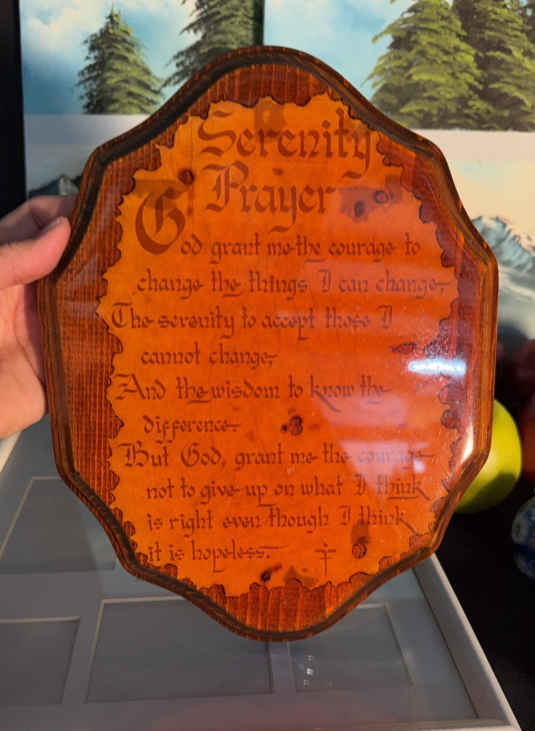 Serenity
Prayer
God grant me the courage to
change the things I can change,
The serenity to accept those I
cannot change,
And the wisdom to know the
difference
But God, grant me the courage
not to give up on what I think
is right even though I think
it is hopeless.